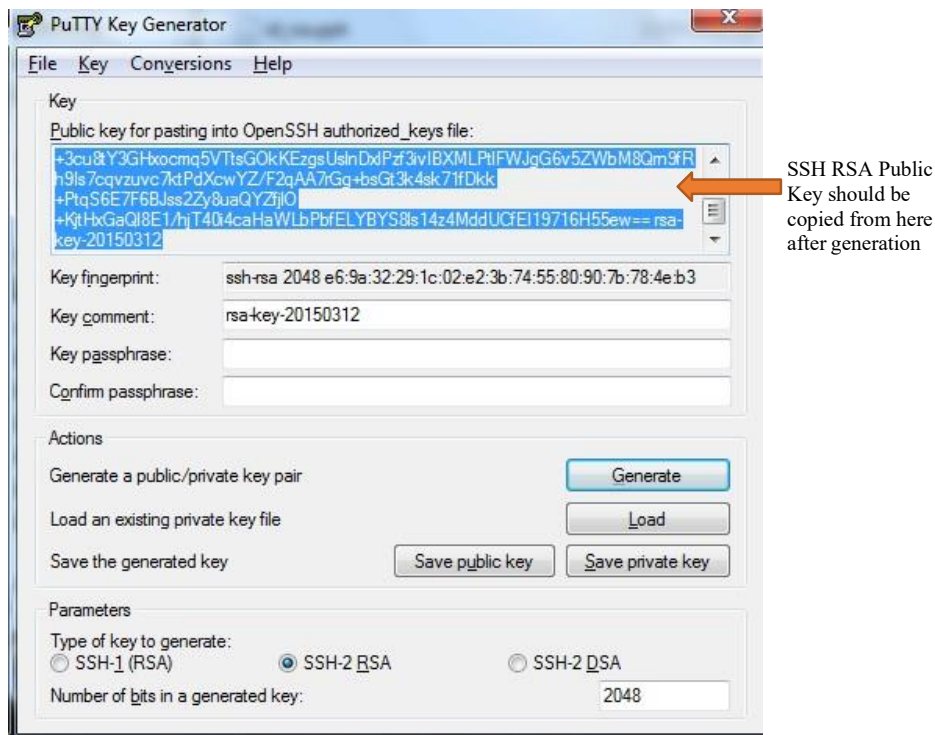 PuTTY Key Generator
File Key Conversions Help
Key
Public key for pasting into OpenSSH authorized_keys file:
+3cu8tY3GHxocmq5VTtsGOkKEzgsUslnDxlPzf3ivIBXMLPtlFWJgG6v5ZWbM8Qm9fR
h9ls7cqvzuvc7ktPdXcwYZ/F2qAA7rGg+bsGt3k4sk71fDkk
+PtqS6E7F6BJss2Zy8uaQYZfjlO
+KjtHxGaQl8E1/hjT40i4caHaWLbPbfELYBYS8ls14z4MddUCfEI19716H55ew== rsa-
key-20150312
SSH RSA Public
Key should be
copied from here
after generation
Key fingerprint: ssh-rsa 2048 e6:9a:32:29:1c:02:e2:3b:74:55:80:90:7b:78:4e:b3
Key comment: rsa-key-20150312
Key passphrase:
Confirm passphrase:
Actions
Generate a public/private key pair Generate
Load an existing private key file Load
Save the generated key Save public key Save private key
Parameters
Type of key to generate:
SSH-1 (RSA) SSH-2 RSA SSH-2 DSA
Number of bits in a generated key: 2048